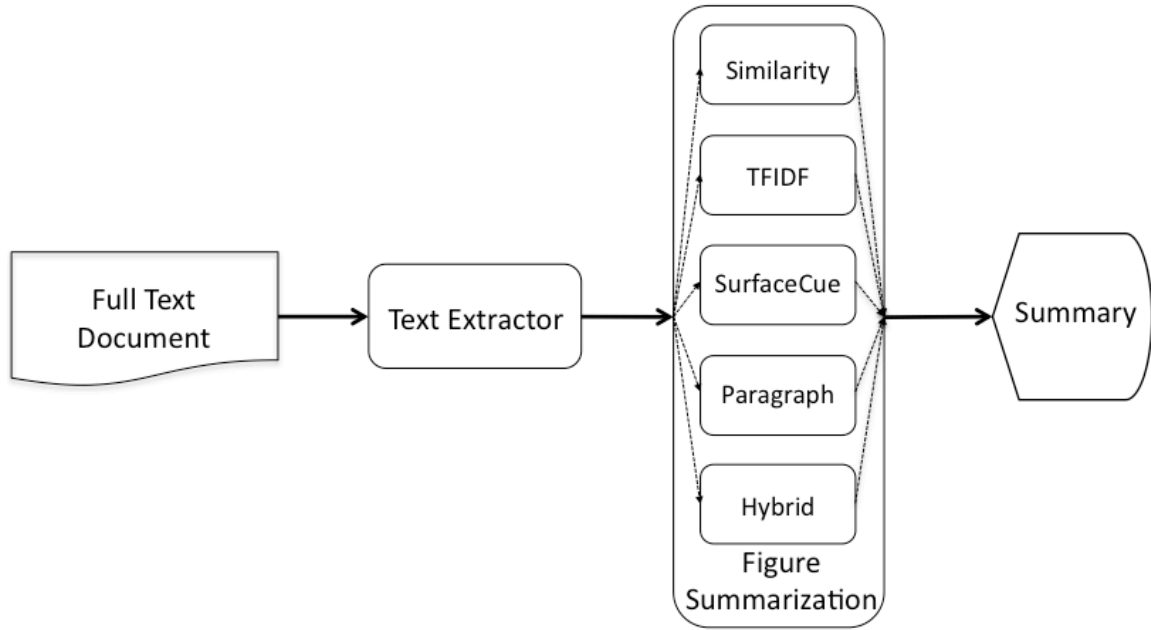 Full Text
Document
Text Extractor
Similarity
TFIDF
SurfaceCue
Paragraph
Hybrid
Figure
Summarization
Summary